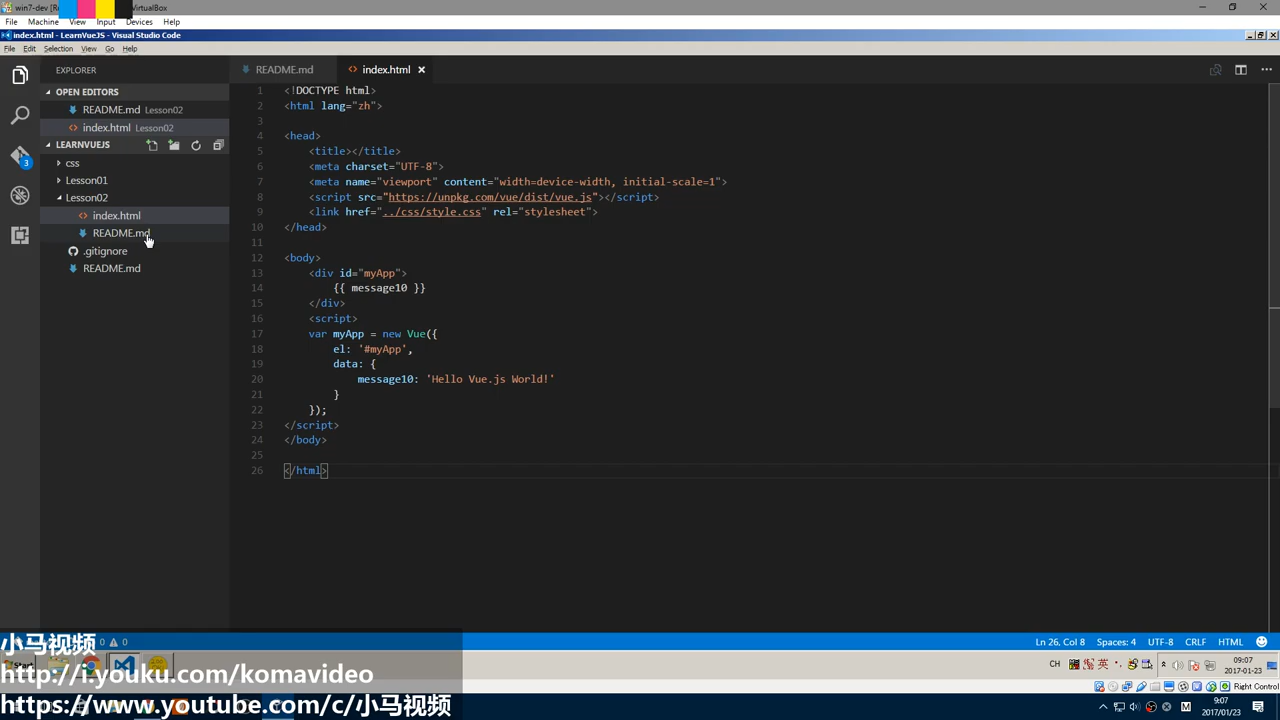 win7-dev [R
VirtualBox
File Machine View Input Devices Help
index.html - LearnVueJS - Visual Studio Code
File Edit Selection View Go Help
EXPLORER
README.md index.html
OPEN EDITORS
README.md Lesson02
index.html Lesson02
LEARNVUEJS
css
Lesson01
Lesson02
index.html
README.md
.gitignore
README.md
3
1 <!DOCTYPE html>
2 <html lang="zh">
3
4 <head>
5 <title></title>
6 <meta charset="UTF-8">
7 <meta name="viewport" content="width=device-width, initial-scale=1">
8 <script src="https://unpkg.com/vue/dist/vue.js"></script>
9 <link href="../css/style.css" rel="stylesheet">
10 </head>
11
12 <body>
13 <div id="myApp">
14 {{ message10 }}
15 </div>
16 <script>
17 var myApp = new Vue({
18 el: '#myApp',
19 data: {
20 message10: 'Hello Vue.js World!'
21 }
22 });
23 </script>
24 </body>
25
26 </html>
0 0
Ln 26, Col 8 Spaces: 4 UTF-8 CRLF HTML
小马视频
http://i.youku.com/komavideo
https://www.youtube.com/c/小马视频
Start
CH 英 09:07
2017-01-23
Right Control
M 9:07
2017/01/23